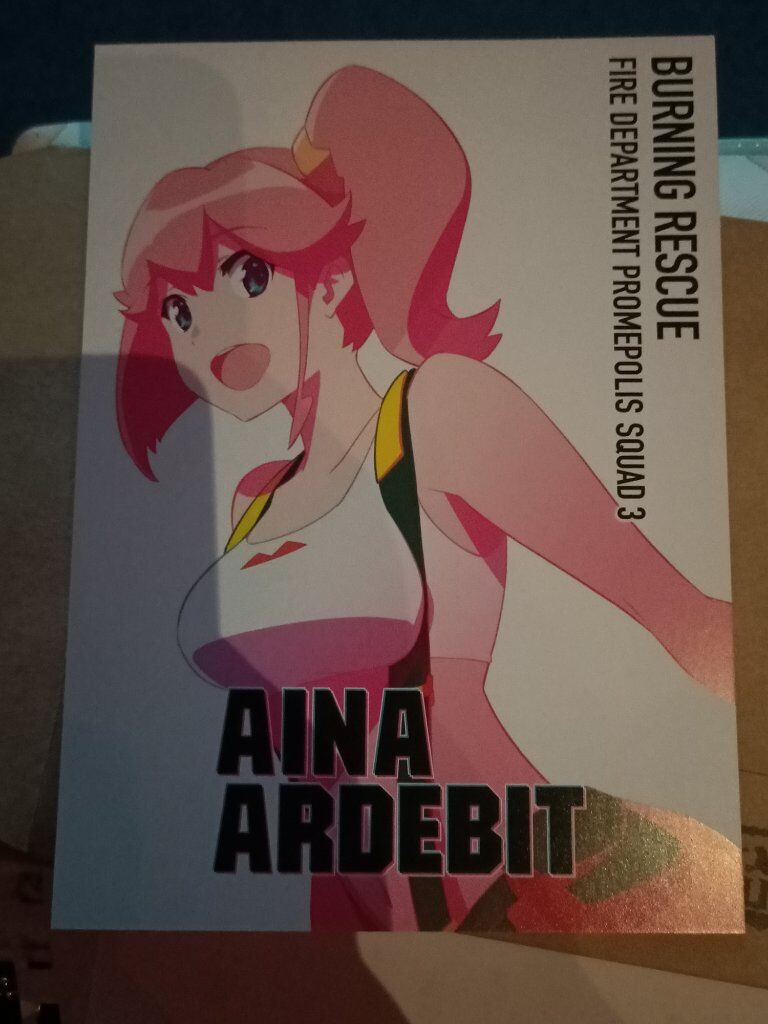 BURNING RESCUE
FIRE DEPARTMENT PROMEPOLIS SQUAD 3
AINA
ARDEBIT